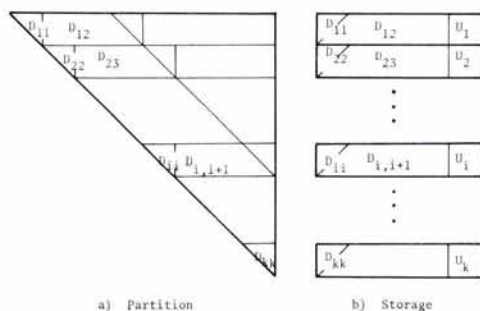 D11 D12
D22 D23
Dii Di,i+1
Dkk
a) Partition
D11 D12 U1
D22 D23 U2
Dii Di,i+1 Ui
Dkk Uk
b) Storage